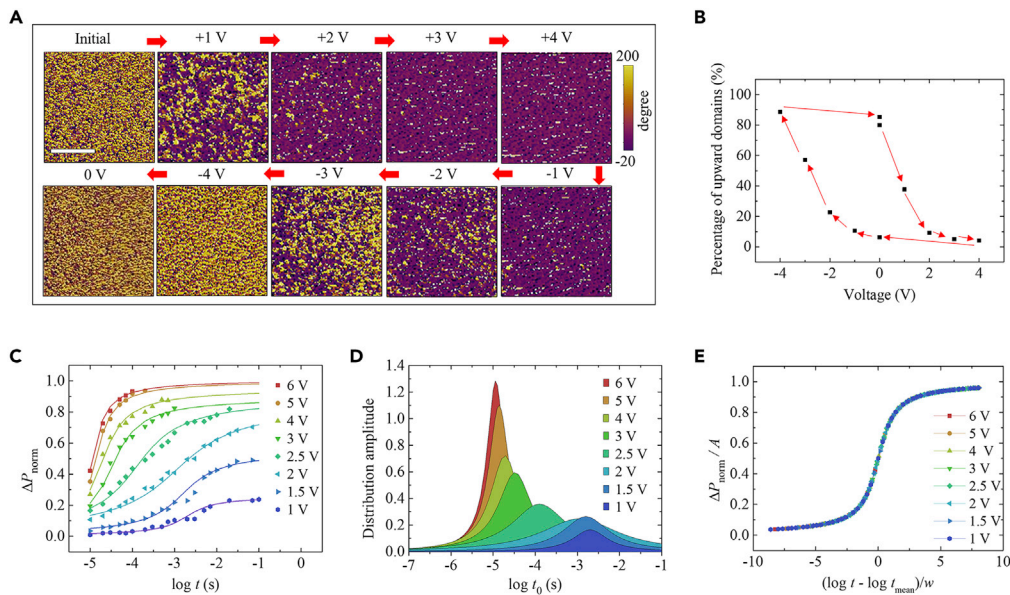 A
Initial
+1 V
+2 V
+3 V
+4 V
200
degree
-20
0 V
-4 V
-3 V
-2 V
-1 V
B
Percentage of upward domains (%)
100
80
60
40
20
0
-4
-2
0
2
4
Voltage (V)
C
ΔPnorm
1.0
0.8
0.6
0.4
0.2
0.0
-5
-4
-3
-2
-1
0
log t (s)
6 V
5 V
4 V
3 V
2.5 V
2 V
1.5 V
1 V
D
Distribution amplitude
1.4
1.2
1.0
0.8
0.6
0.4
0.2
0.0
-7
-6
-5
-4
-3
-2
-1
log t0 (s)
6 V
5 V
4 V
3 V
2.5 V
2 V
1.5 V
1 V
E
ΔPnorm / A
1.0
0.8
0.6
0.4
0.2
0.0
-10
-5
0
5
10
(log t - log tmean)/w
6 V
5 V
4 V
3 V
2.5 V
2 V
1.5 V
1 V